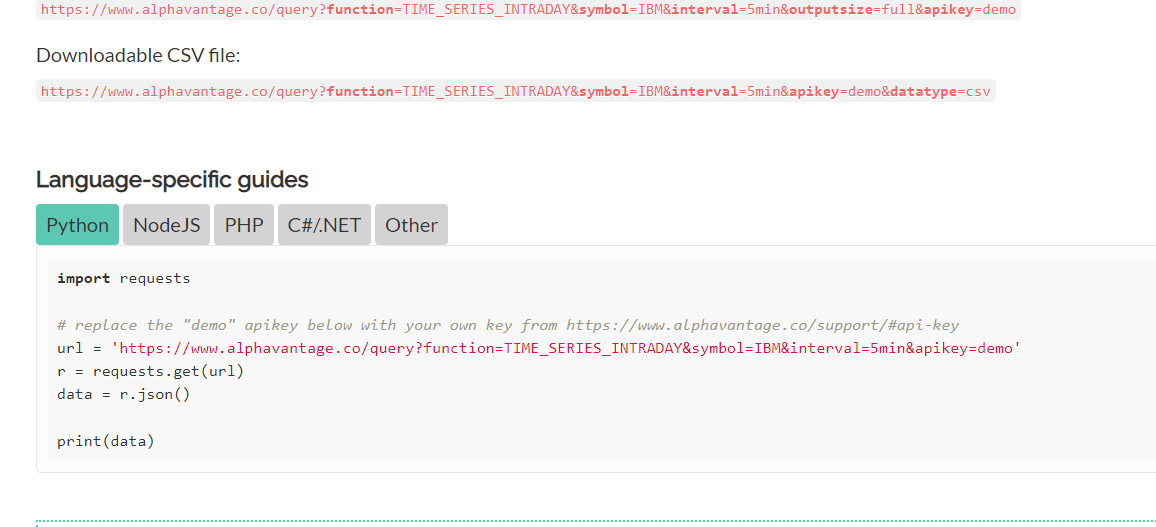 https://www.alphavantage.co/query?function=TIME_SERIES_INTRADAY&symbol=IBM&interval=5min&outputsize=full&apikey=demo
Downloadable CSV file:
https://www.alphavantage.co/query?function=TIME_SERIES_INTRADAY&symbol=IBM&interval=5min&apikey=demo&datatype=csv
Language-specific guides
Python NodeJS PHP C#/.NET Other
import requests
# replace the "demo" apikey below with your own key from https://www.alphavantage.co/support/#api-key
url = 'https://www.alphavantage.co/query?function=TIME_SERIES_INTRADAY&symbol=IBM&interval=5min&apikey=demo'
r = requests.get(url)
data = r.json()
print(data)